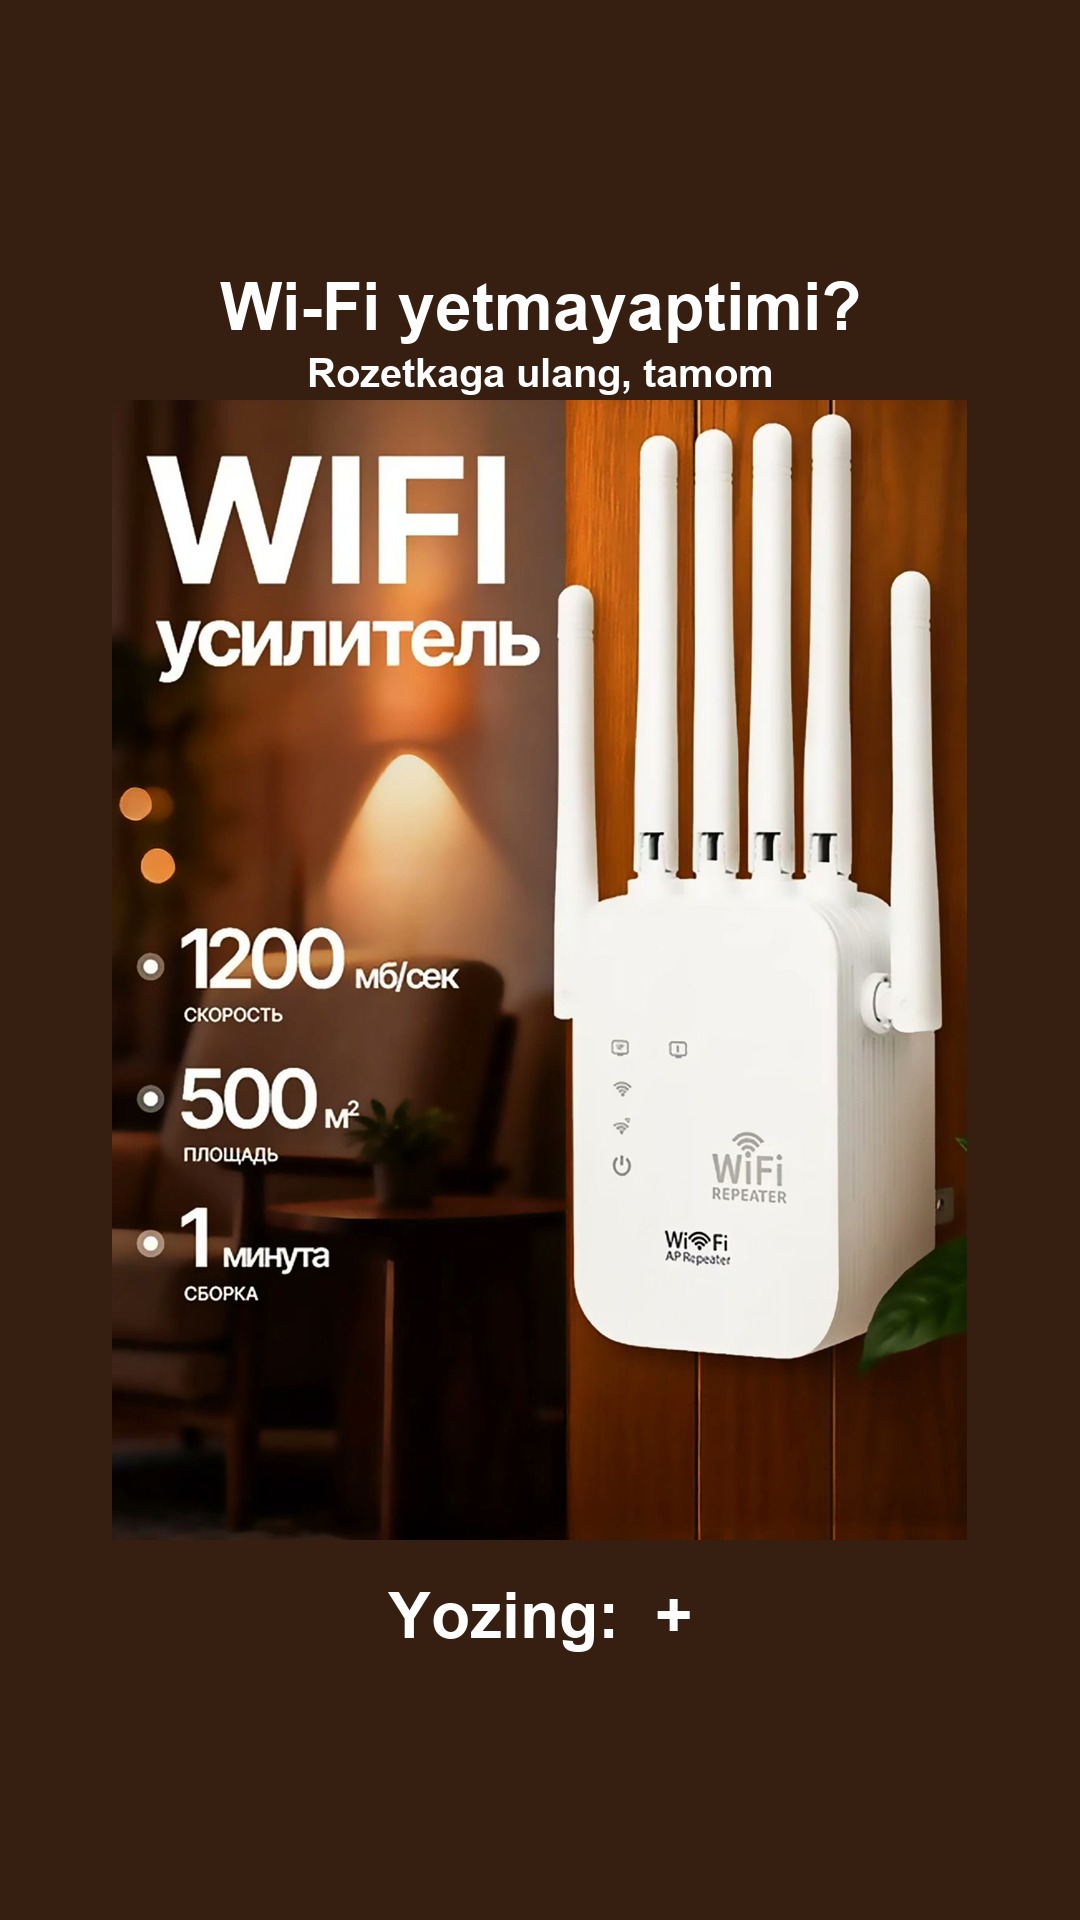 Wi-Fi yetmayaptimi?
Rozetkaga ulang, tamom
WIFI
усилитель
1200 мб/сек
СКОРОСТЬ
500 м²
ПЛОЩАДЬ
1 минута
СБОРКА
WiFi
REPEATER
WiFi
AP Repeater
Yozing: +